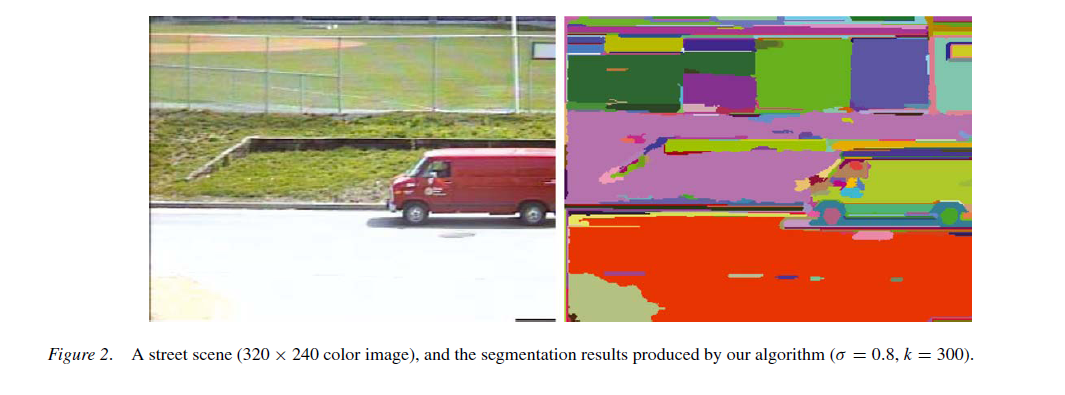 Figure 2. A street scene (320 × 240 color image), and the segmentation results produced by our algorithm (σ = 0.8, k = 300).